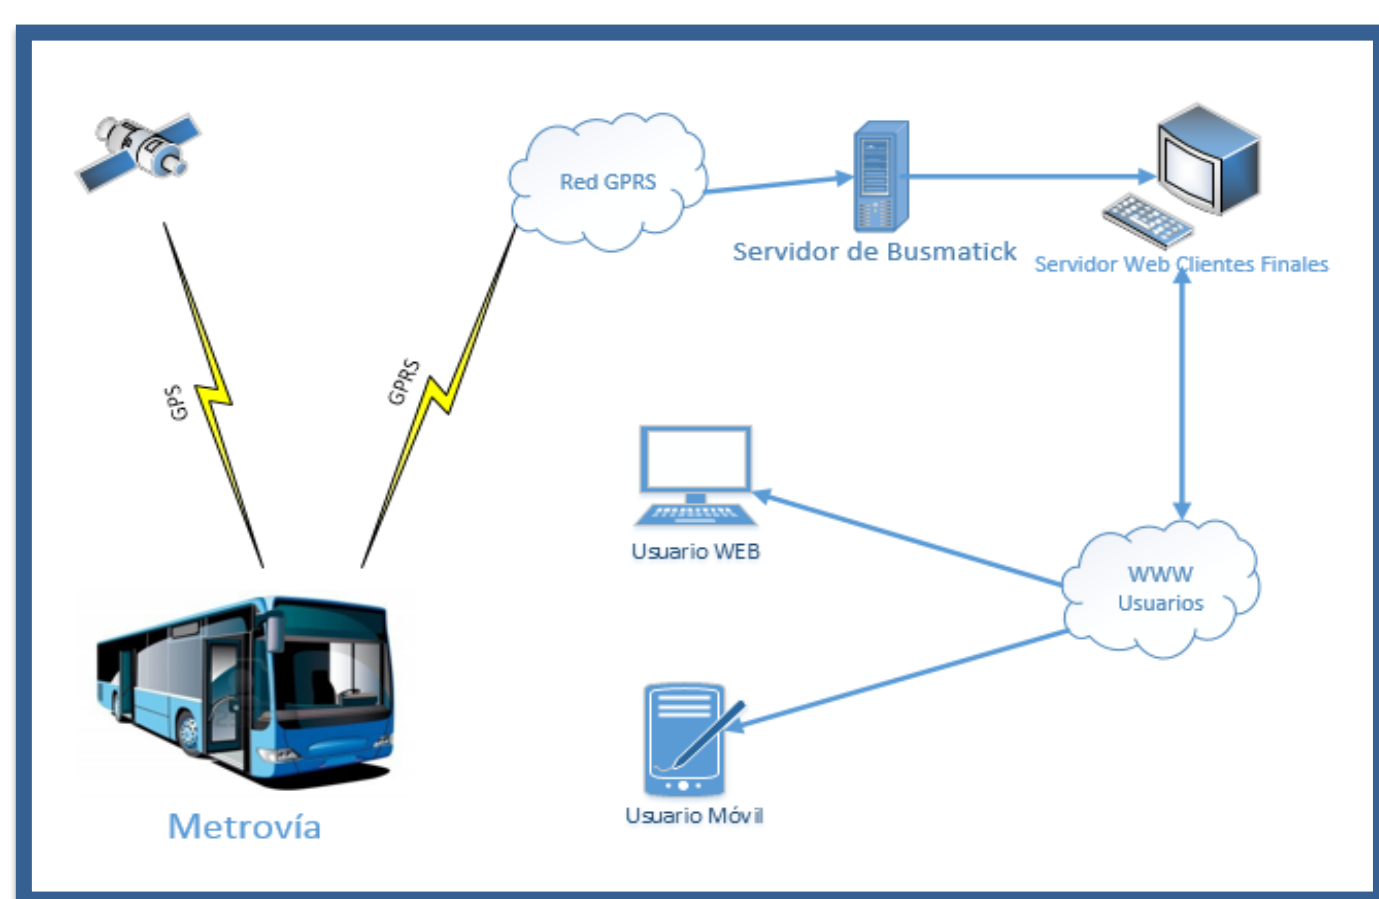 Red GPRS
Servidor de Busmatick
Servidor Web Clientes Finales
GPS
GPRS
Usuario WEB
WWW
Usuarios
Usuario Móvil
Metrovía